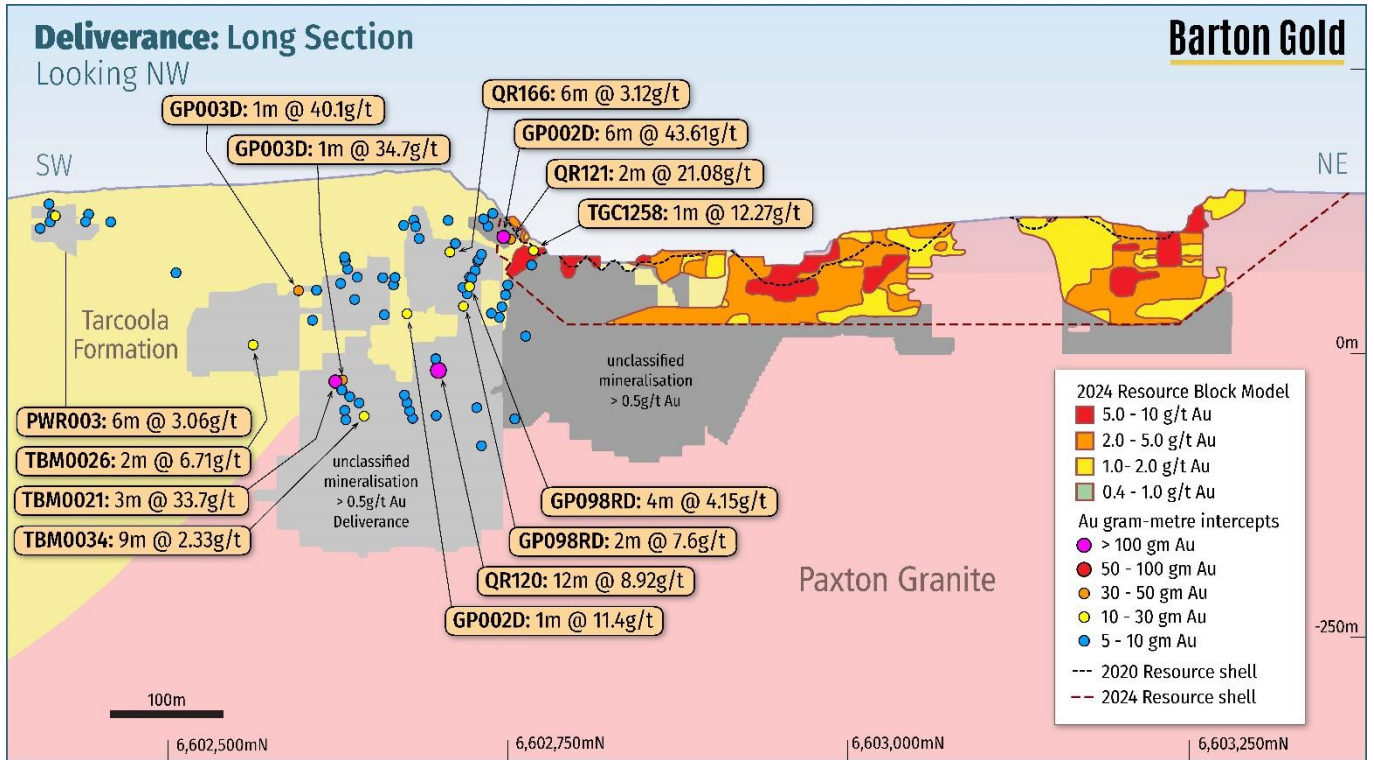 Deliverance: Long Section
Looking NW
Barton Gold
QR166: 6m @ 3.12g/t
GP003D: 1m @ 40.1g/t
GP002D: 6m @ 43.61g/t
GP003D: 1m @ 34.7g/t
SW
NE
QR121: 2m @ 21.08g/t
TGC1258: 1m @ 12.27g/t
Tarcoola
Formation
0m
unclassified
mineralisation
> 0.5g/t Au
PWR003: 6m @ 3.06g/t
TBM0026: 2m @ 6.71g/t
TBM0021: 3m @ 33.7g/t
TBM0034: 9m @ 2.33g/t
unclassified
mineralisation
> 0.5g/t Au
Deliverance
GP098RD: 4m @ 4.15g/t
GP098RD: 2m @ 7.6g/t
QR120: 12m @ 8.92g/t
GP002D: 1m @ 11.4g/t
Paxton Granite
2024 Resource Block Model
5.0 - 10 g/t Au
2.0 - 5.0 g/t Au
1.0- 2.0 g/t Au
0.4 - 1.0 g/t Au
Au gram-metre intercepts
> 100 gm Au
50 - 100 gm Au
30 - 50 gm Au
10 - 30 gm Au
5 - 10 gm Au
2020 Resource shell
2024 Resource shell
-250m
100m
6,602,500mN
6,602,750mN
6,603,000mN
6,603,250mN